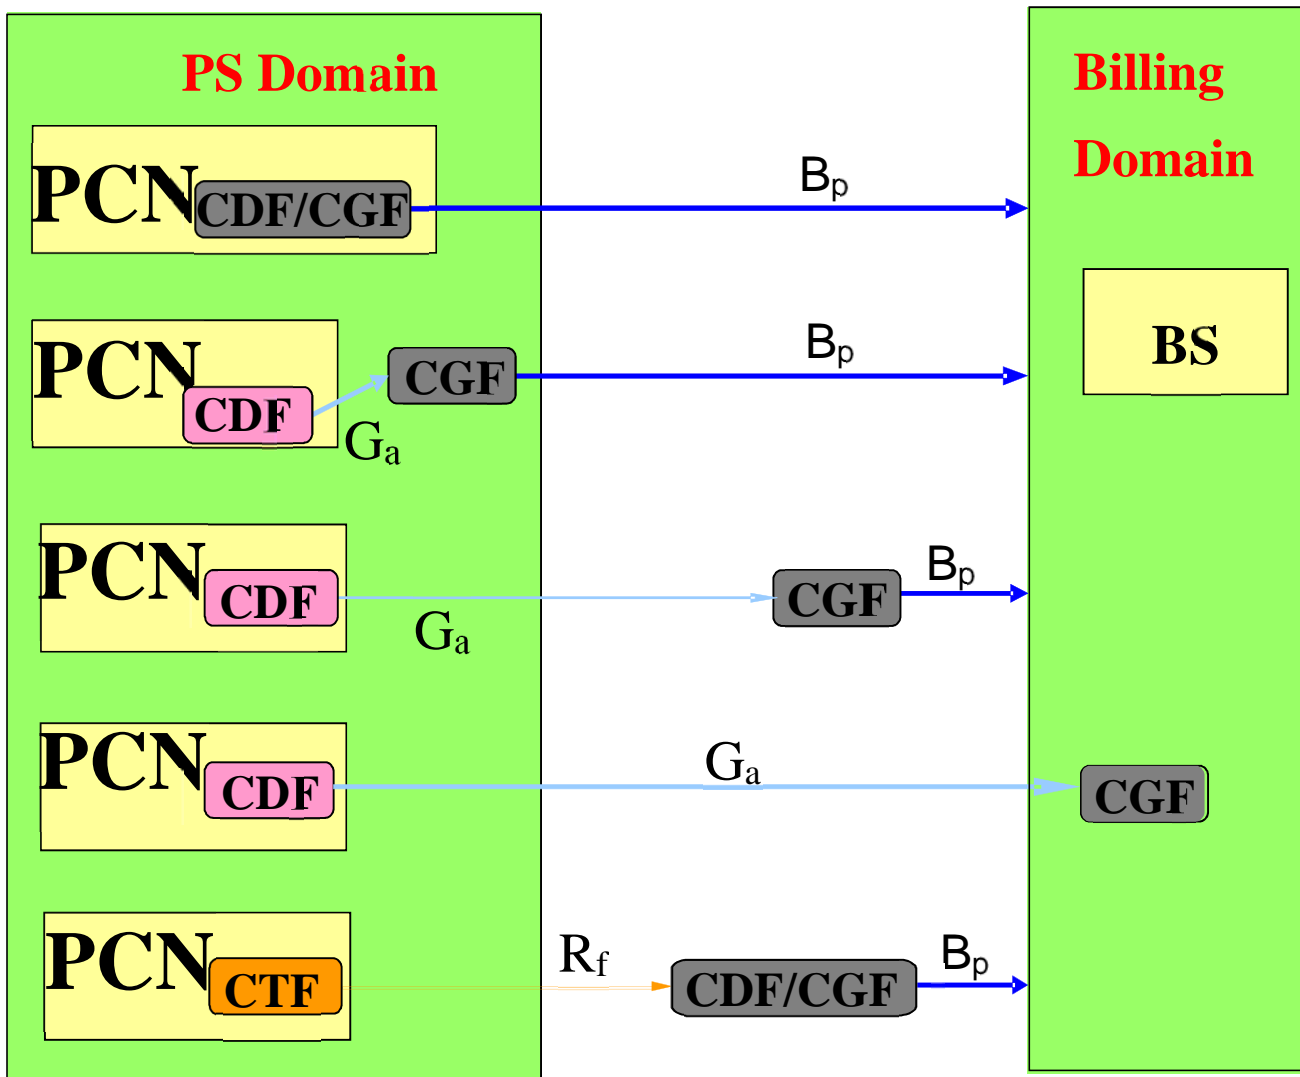 PS Domain
Billing
Domain
PCN
CDF/CGF
Bp
PCN
CDF
Ga
CGF
Bp
BS
PCN
CDF
Ga
CGF
Bp
PCN
CDF
Ga
CGF
PCN
CTF
Rf
CDF/CGF
Bp